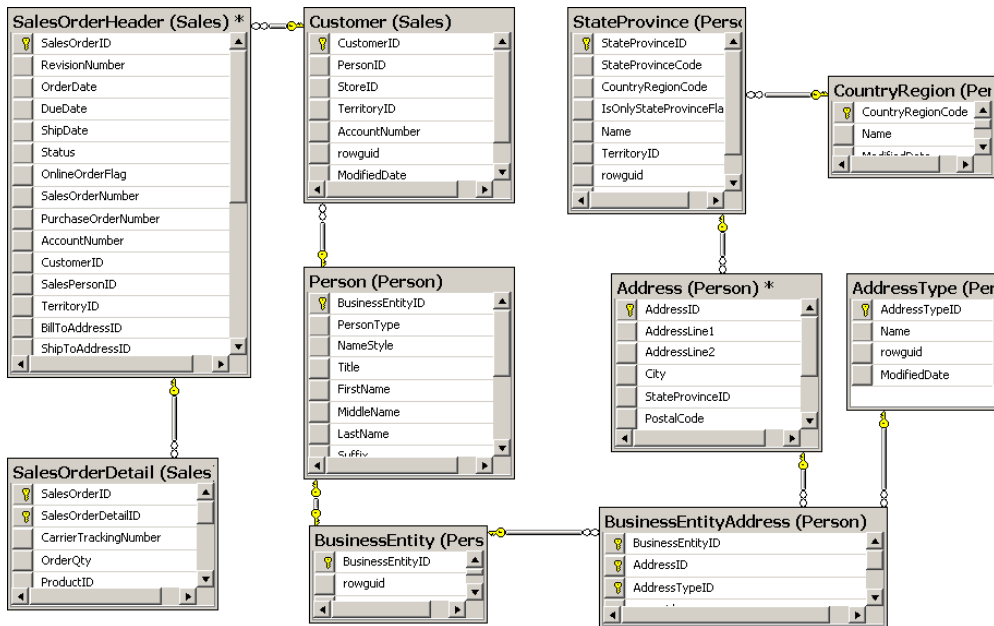 SalesOrderHeader (Sales) *
SalesOrderID
RevisionNumber
OrderDate
DueDate
ShipDate
Status
OnlineOrderFlag
SalesOrderNumber
PurchaseOrderNumber
AccountNumber
CustomerID
SalesPersonID
TerritoryID
BillToAddressID
ShipToAddressID
Customer (Sales)
CustomerID
PersonID
StoreID
TerritoryID
AccountNumber
rowguid
ModifiedDate
StateProvince (Perso
StateProvinceID
StateProvinceCode
CountryRegionCode
IsOnlyStateProvinceFla
Name
TerritoryID
rowguid
CountryRegion (Per
CountryRegionCode
Name
ModifiedDate
Person (Person)
BusinessEntityID
PersonType
NameStyle
Title
FirstName
MiddleName
LastName
Suffix
Address (Person) *
AddressID
AddressLine1
AddressLine2
City
StateProvinceID
PostalCode
AddressType (Per
AddressTypeID
Name
rowguid
ModifiedDate
SalesOrderDetail (Sales
SalesOrderID
SalesOrderDetailID
CarrierTrackingNumber
OrderQty
ProductID
BusinessEntity (Pers
BusinessEntityID
rowguid
BusinessEntityAddress (Person)
BusinessEntityID
AddressID
AddressTypeID